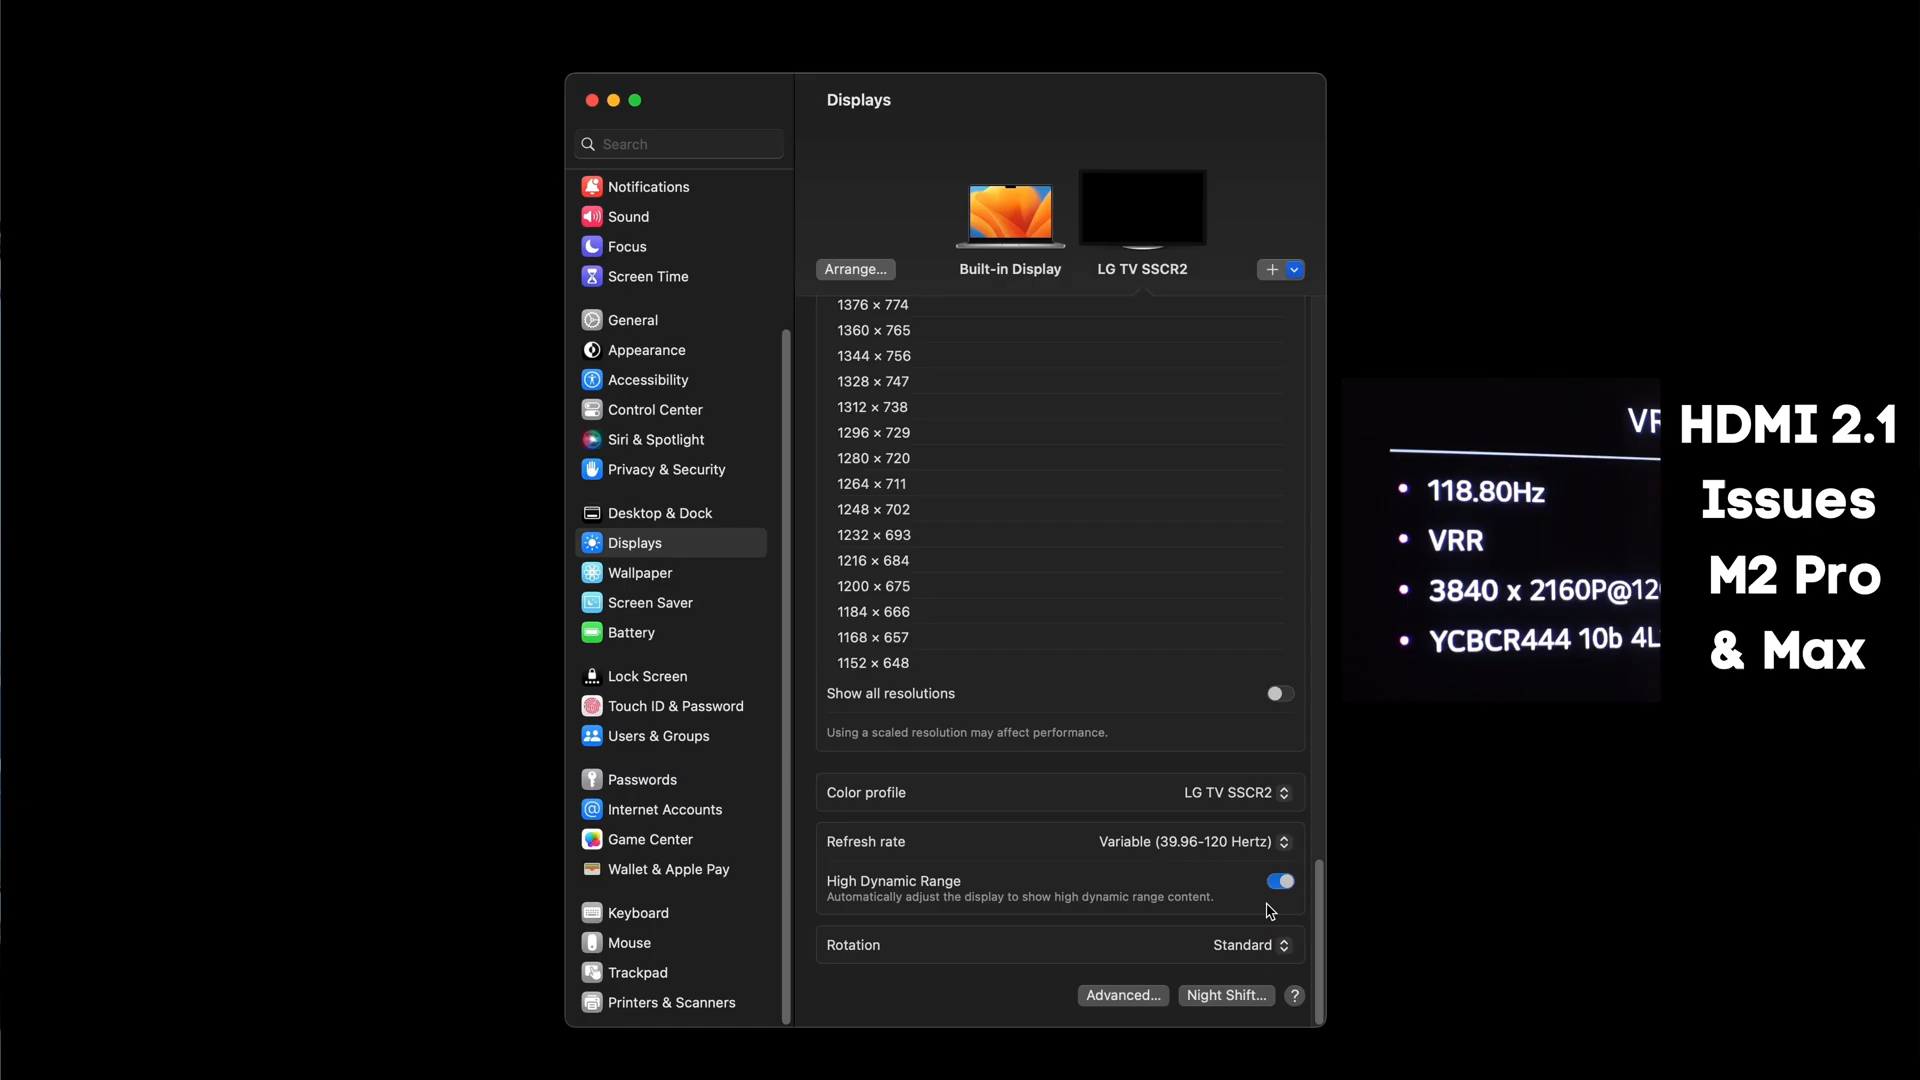 Search
Notifications
Sound
Focus
Screen Time
General
Appearance
Accessibility
Control Center
Siri & Spotlight
Privacy & Security
Desktop & Dock
Displays
Wallpaper
Screen Saver
Battery
Lock Screen
Touch ID & Password
Users & Groups
Passwords
Internet Accounts
Game Center
Wallet & Apple Pay
Keyboard
Mouse
Trackpad
Printers & Scanners
Displays
Arrange...
Built-in Display
LG TV SSCR2
1376 × 774
1360 × 765
1344 × 756
1328 × 747
1312 × 738
1296 × 729
1280 × 720
1264 × 711
1248 × 702
1232 × 693
1216 × 684
1200 × 675
1184 × 666
1168 × 657
1152 × 648
Show all resolutions
Using a scaled resolution may affect performance.
Color profile LG TV SSCR2
Refresh rate Variable (39.96-120 Hertz)
High Dynamic Range
Automatically adjust the display to show high dynamic range content.
Rotation Standard
Advanced... Night Shift... ?
• 118.80Hz
• VRR
• 3840 x 2160P@12
• YCBCR444 10b 4L
HDMI 2.1
Issues
M2 Pro
& Max